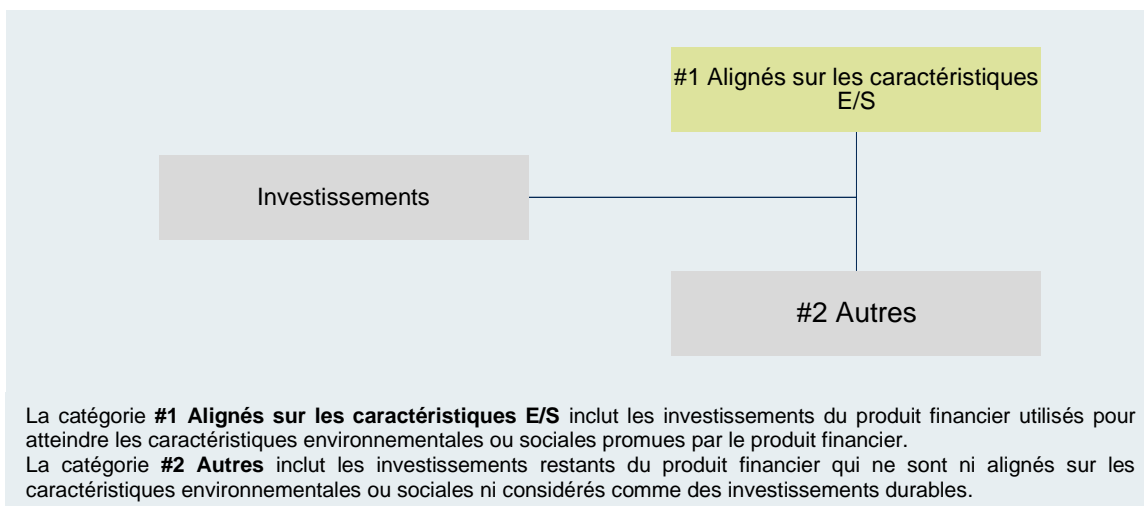 #1 Alignés sur les caractéristiques
E/S
Investissements
#2 Autres
La catégorie #1 Alignés sur les caractéristiques E/S inclut les investissements du produit financier utilisés pour
atteindre les caractéristiques environnementales ou sociales promues par le produit financier.
La catégorie #2 Autres inclut les investissements restants du produit financier qui ne sont ni alignés sur les
caractéristiques environnementales ou sociales ni considérés comme des investissements durables.